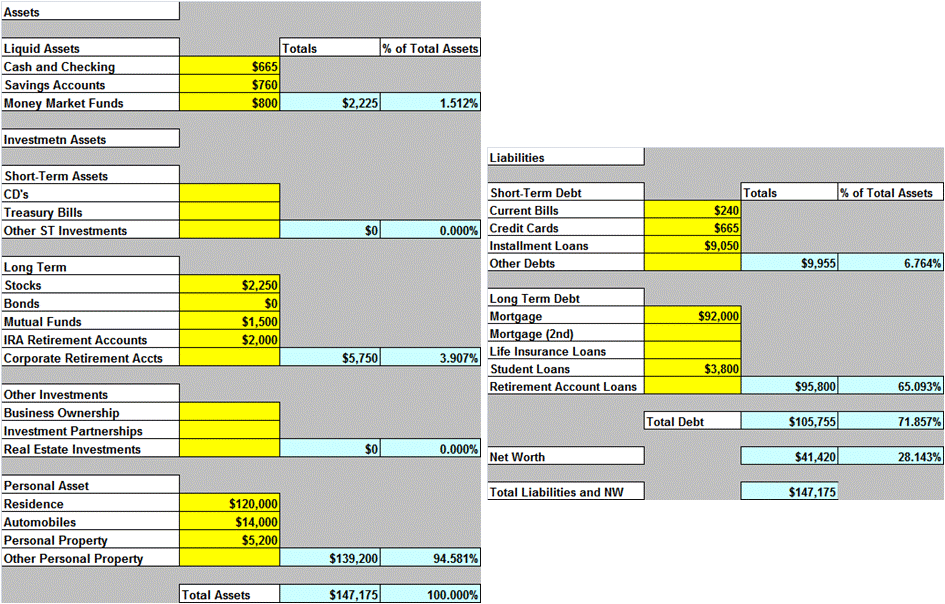 Assets
Liquid Assets Totals % of Total Assets
Cash and Checking $665
Savings Accounts $760
Money Market Funds $800 $2,225 1.512%
Investmetn Assets
Short-Term Assets
CD's
Treasury Bills
Other ST Investments $0 0.000%
Long Term
Stocks $2,250
Bonds $0
Mutual Funds $1,500
IRA Retirement Accounts $2,000
Corporate Retirement Accts $5,750 3.907%
Other Investments
Business Ownership
Investment Partnerships
Real Estate Investments $0 0.000%
Personal Asset
Residence $120,000
Automobiles $14,000
Personal Property $5,200
Other Personal Property $139,200 94.581%
Total Assets $147,175 100.000%
Liabilities
Short-Term Debt Totals % of Total Assets
Current Bills $240
Credit Cards $665
Installment Loans $9,050
Other Debts $9,955 6.764%
Long Term Debt
Mortgage $92,000
Mortgage (2nd)
Life Insurance Loans
Student Loans $3,800
Retirement Account Loans $95,800 65.093%
Total Debt $105,755 71.857%
Net Worth $41,420 28.143%
Total Liabilities and NW $147,175